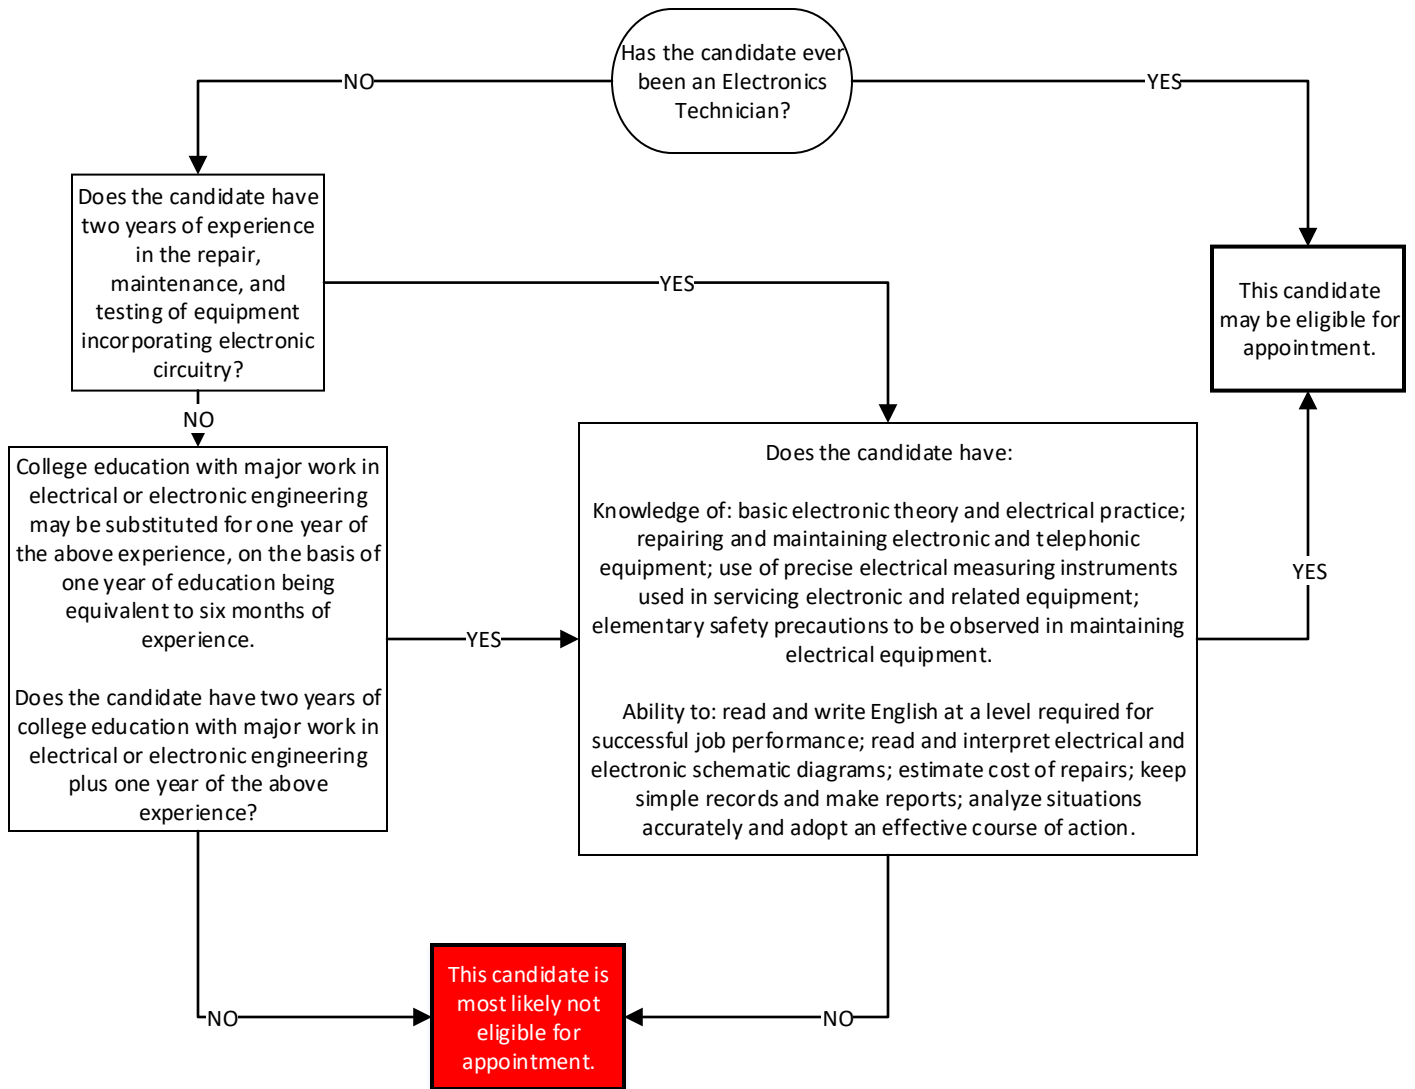 Has the candidate ever
been an Electronics
Technician?
NO
YES
Does the candidate have
two years of experience
in the repair,
maintenance, and
testing of equipment
incorporating electronic
circuitry?
YES
This candidate
may be eligible for
appointment.
NO
College education with major work in
electrical or electronic engineering
may be substituted for one year of
the above experience, on the basis of
one year of education being
equivalent to six months of
experience.
Does the candidate have two years of
college education with major work in
electrical or electronic engineering
plus one year of the above
experience?
YES
Does the candidate have:
Knowledge of: basic electronic theory and electrical practice;
repairing and maintaining electronic and telephonic
equipment; use of precise electrical measuring instruments
used in servicing electronic and related equipment;
elementary safety precautions to be observed in maintaining
electrical equipment.
Ability to: read and write English at a level required for
successful job performance; read and interpret electrical and
electronic schematic diagrams; estimate cost of repairs; keep
simple records and make reports; analyze situations
accurately and adopt an effective course of action.
YES
NO
This candidate is
most likely not
eligible for
appointment.
NO